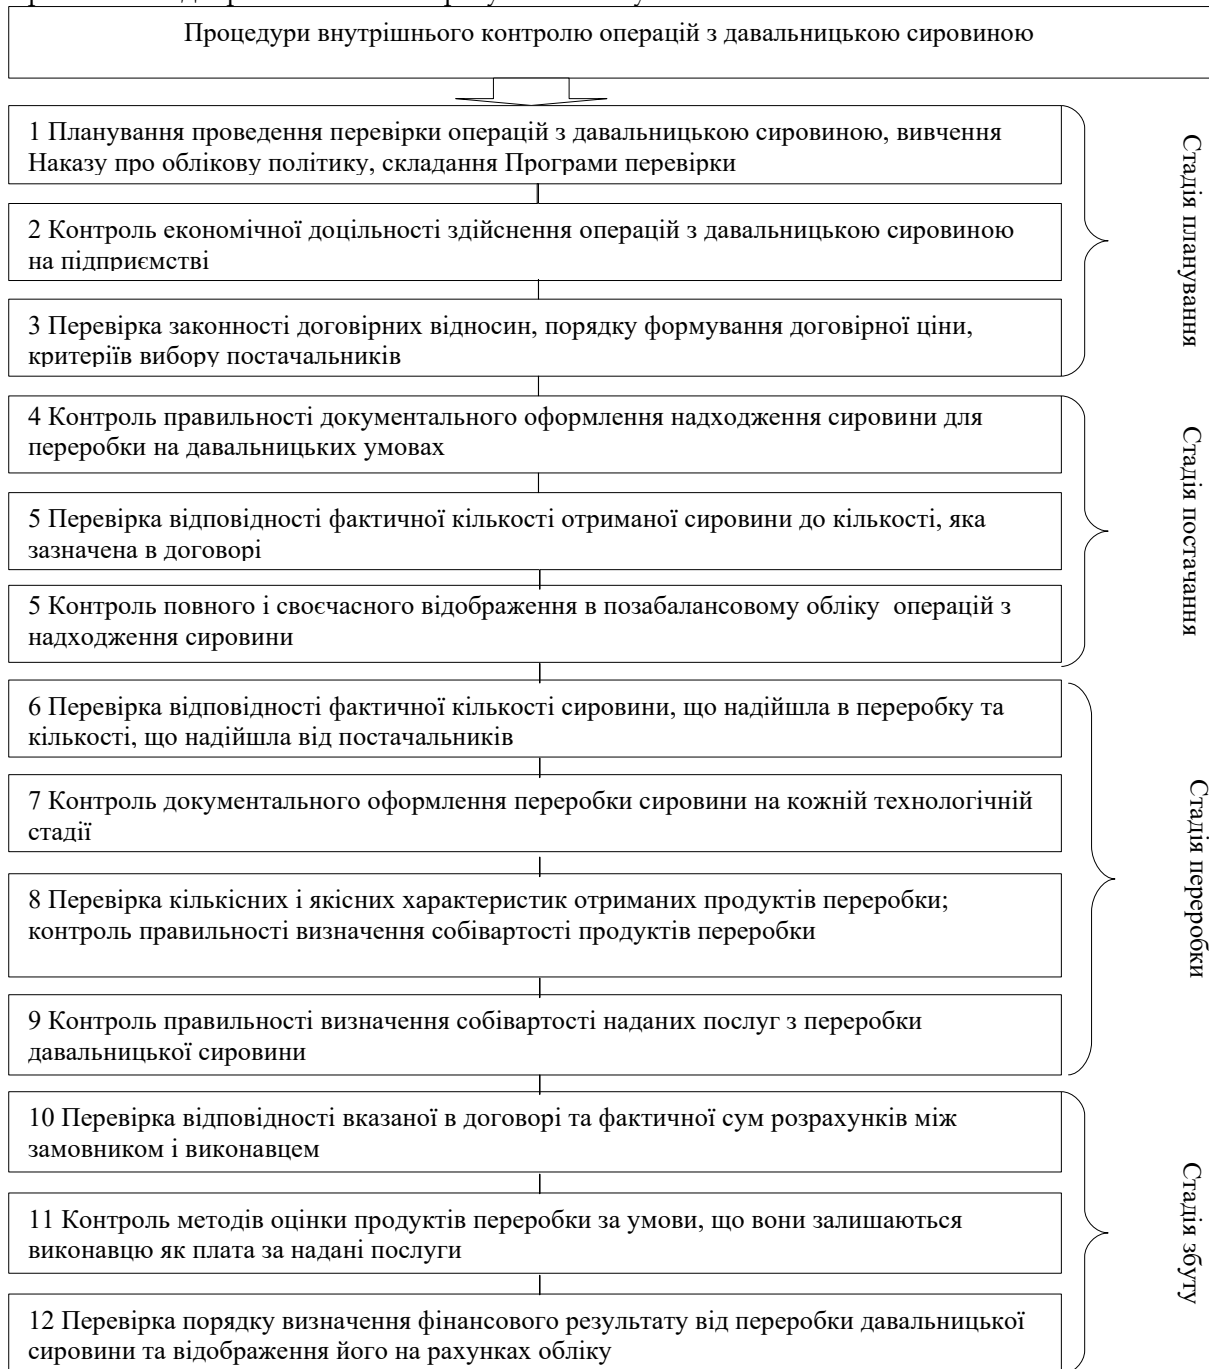 Процедури внутрішнього контролю операцій з давальницькою сировиною
1 Планування проведення перевірки операцій з давальницькою сировиною, вивчення
Наказу про облікову політику, складання Програми перевірки
2 Контроль економічної доцільності здійснення операцій з давальницькою сировиною
на підприємстві
3 Перевірка законності договірних відносин, порядку формування договірної ціни,
критеріїв вибору постачальників
Стадія планування
4 Контроль правильності документального оформлення надходження сировини для
переробки на давальницьких умовах
5 Перевірка відповідності фактичної кількості отриманої сировини до кількості, яка
зазначена в договорі
5 Контроль повного і своєчасного відображення в позабалансовому обліку операцій з
надходження сировини
Стадія постачання
6 Перевірка відповідності фактичної кількості сировини, що надійшла в переробку та
кількості, що надійшла від постачальників
7 Контроль документального оформлення переробки сировини на кожній технологічній
стадії
8 Перевірка кількісних і якісних характеристик отриманих продуктів переробки;
контроль правильності визначення собівартості продуктів переробки
9 Контроль правильності визначення собівартості наданих послуг з переробки
давальницької сировини
Стадія переробки
10 Перевірка відповідності вказаної в договорі та фактичної сум розрахунків між
замовником і виконавцем
11 Контроль методів оцінки продуктів переробки за умови, що вони залишаються
виконавцю як плата за надані послуги
12 Перевірка порядку визначення фінансового результату від переробки давальницької
сировини та відображення його на рахунках обліку
Стадія збуту